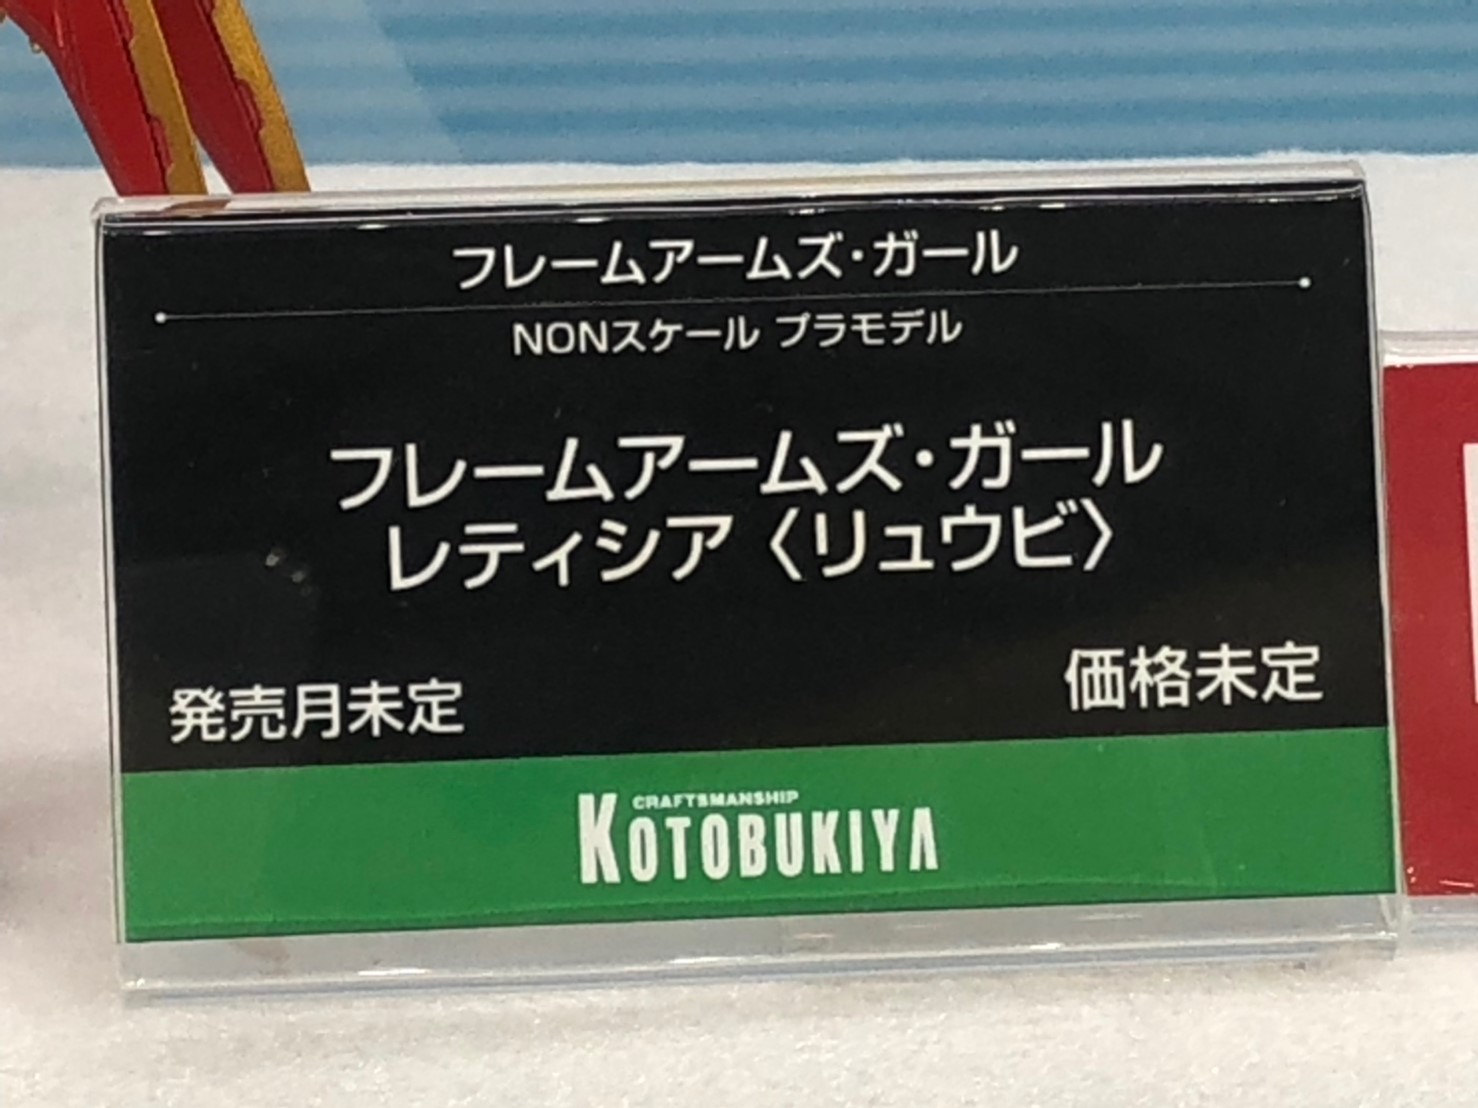 フレームアームズ・ガール
NONスケール プラモデル
フレームアームズ・ガール
レティシア〈リュウビ〉
発売月未定
価格未定
CRAFTSMANSHIP
KOTOBUKIYA